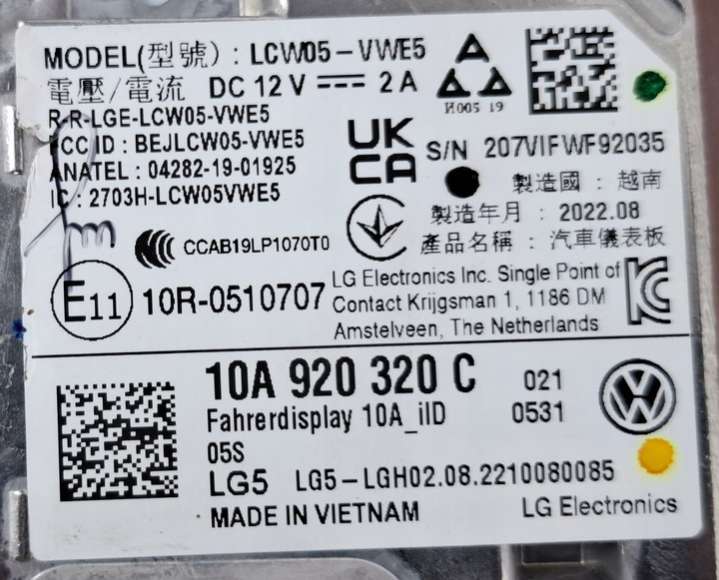 MODEL(型號) : LCW05-VWE5
電壓/電流 DC 12 V 2 A
H005 19
R-R-LGE-LCW05-VWE5
FCC ID : BEJLCW05-VWE5
ANATEL : 04282-19-01925
IC : 2703H-LCW05VWE5
UK
CA
S/N 207VIFWF92035
製造國 : 越南
製造年月 : 2022.08
產品名稱 : 汽車儀表板
CCAB19LP1070T0
E11 10R-0510707
LG Electronics Inc. Single Point of
Contact Krijgsman 1, 1186 DM
Amstelveen, The Netherlands
10A 920 320 C 021
Fahrerdisplay 10A_iID 0531
05S
LG5 LG5-LGH02.08.2210080085
MADE IN VIETNAM LG Electronics